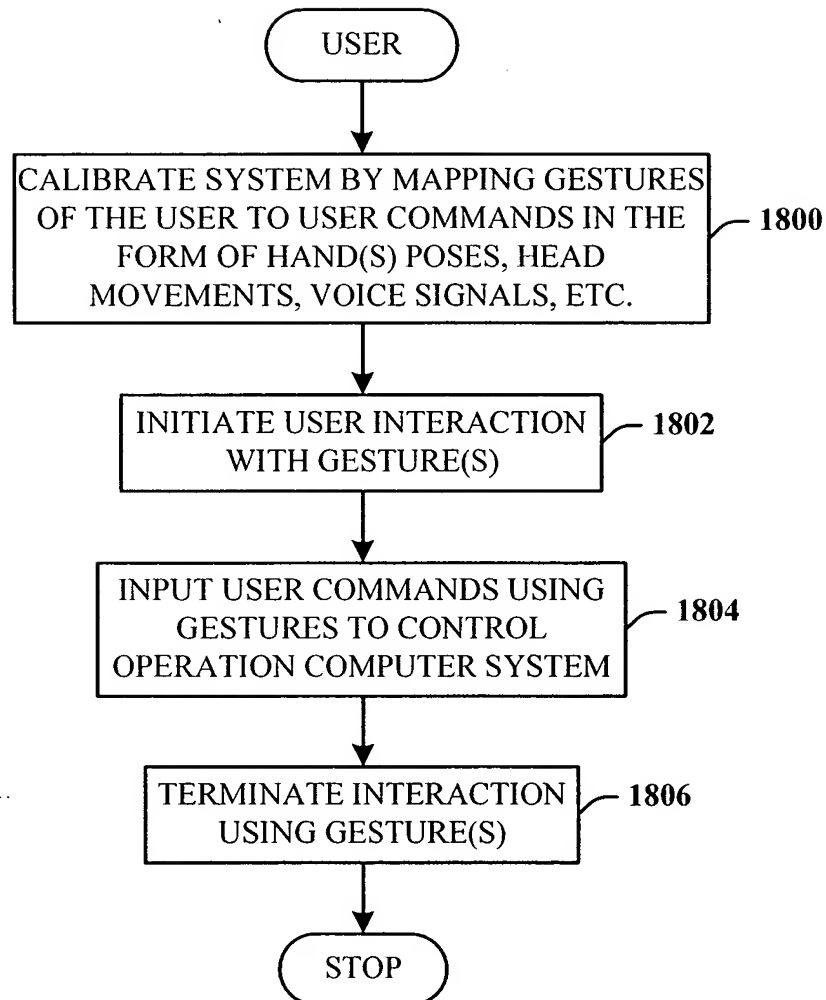 USER
CALIBRATE SYSTEM BY MAPPING GESTURES
OF THE USER TO USER COMMANDS IN THE
FORM OF HAND(S) POSES, HEAD
MOVEMENTS, VOICE SIGNALS, ETC.
1800
INITIATE USER INTERACTION
WITH GESTURE(S)
1802
INPUT USER COMMANDS USING
GESTURES TO CONTROL
OPERATION COMPUTER SYSTEM
1804
TERMINATE INTERACTION
USING GESTURE(S)
1806
STOP